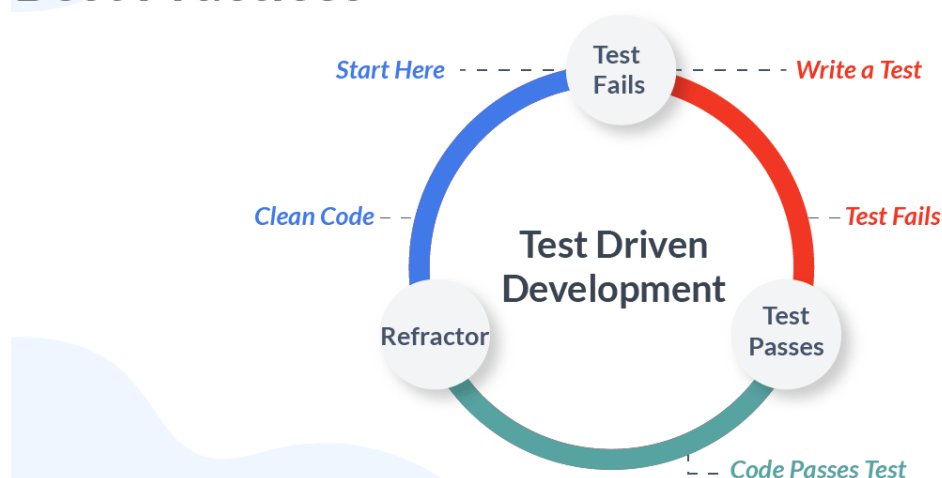 Start Here
Test
Fails
Write a Test
Clean Code
Test Fails
Test Driven
Development
Refractor
Test
Passes
Code Passes Test